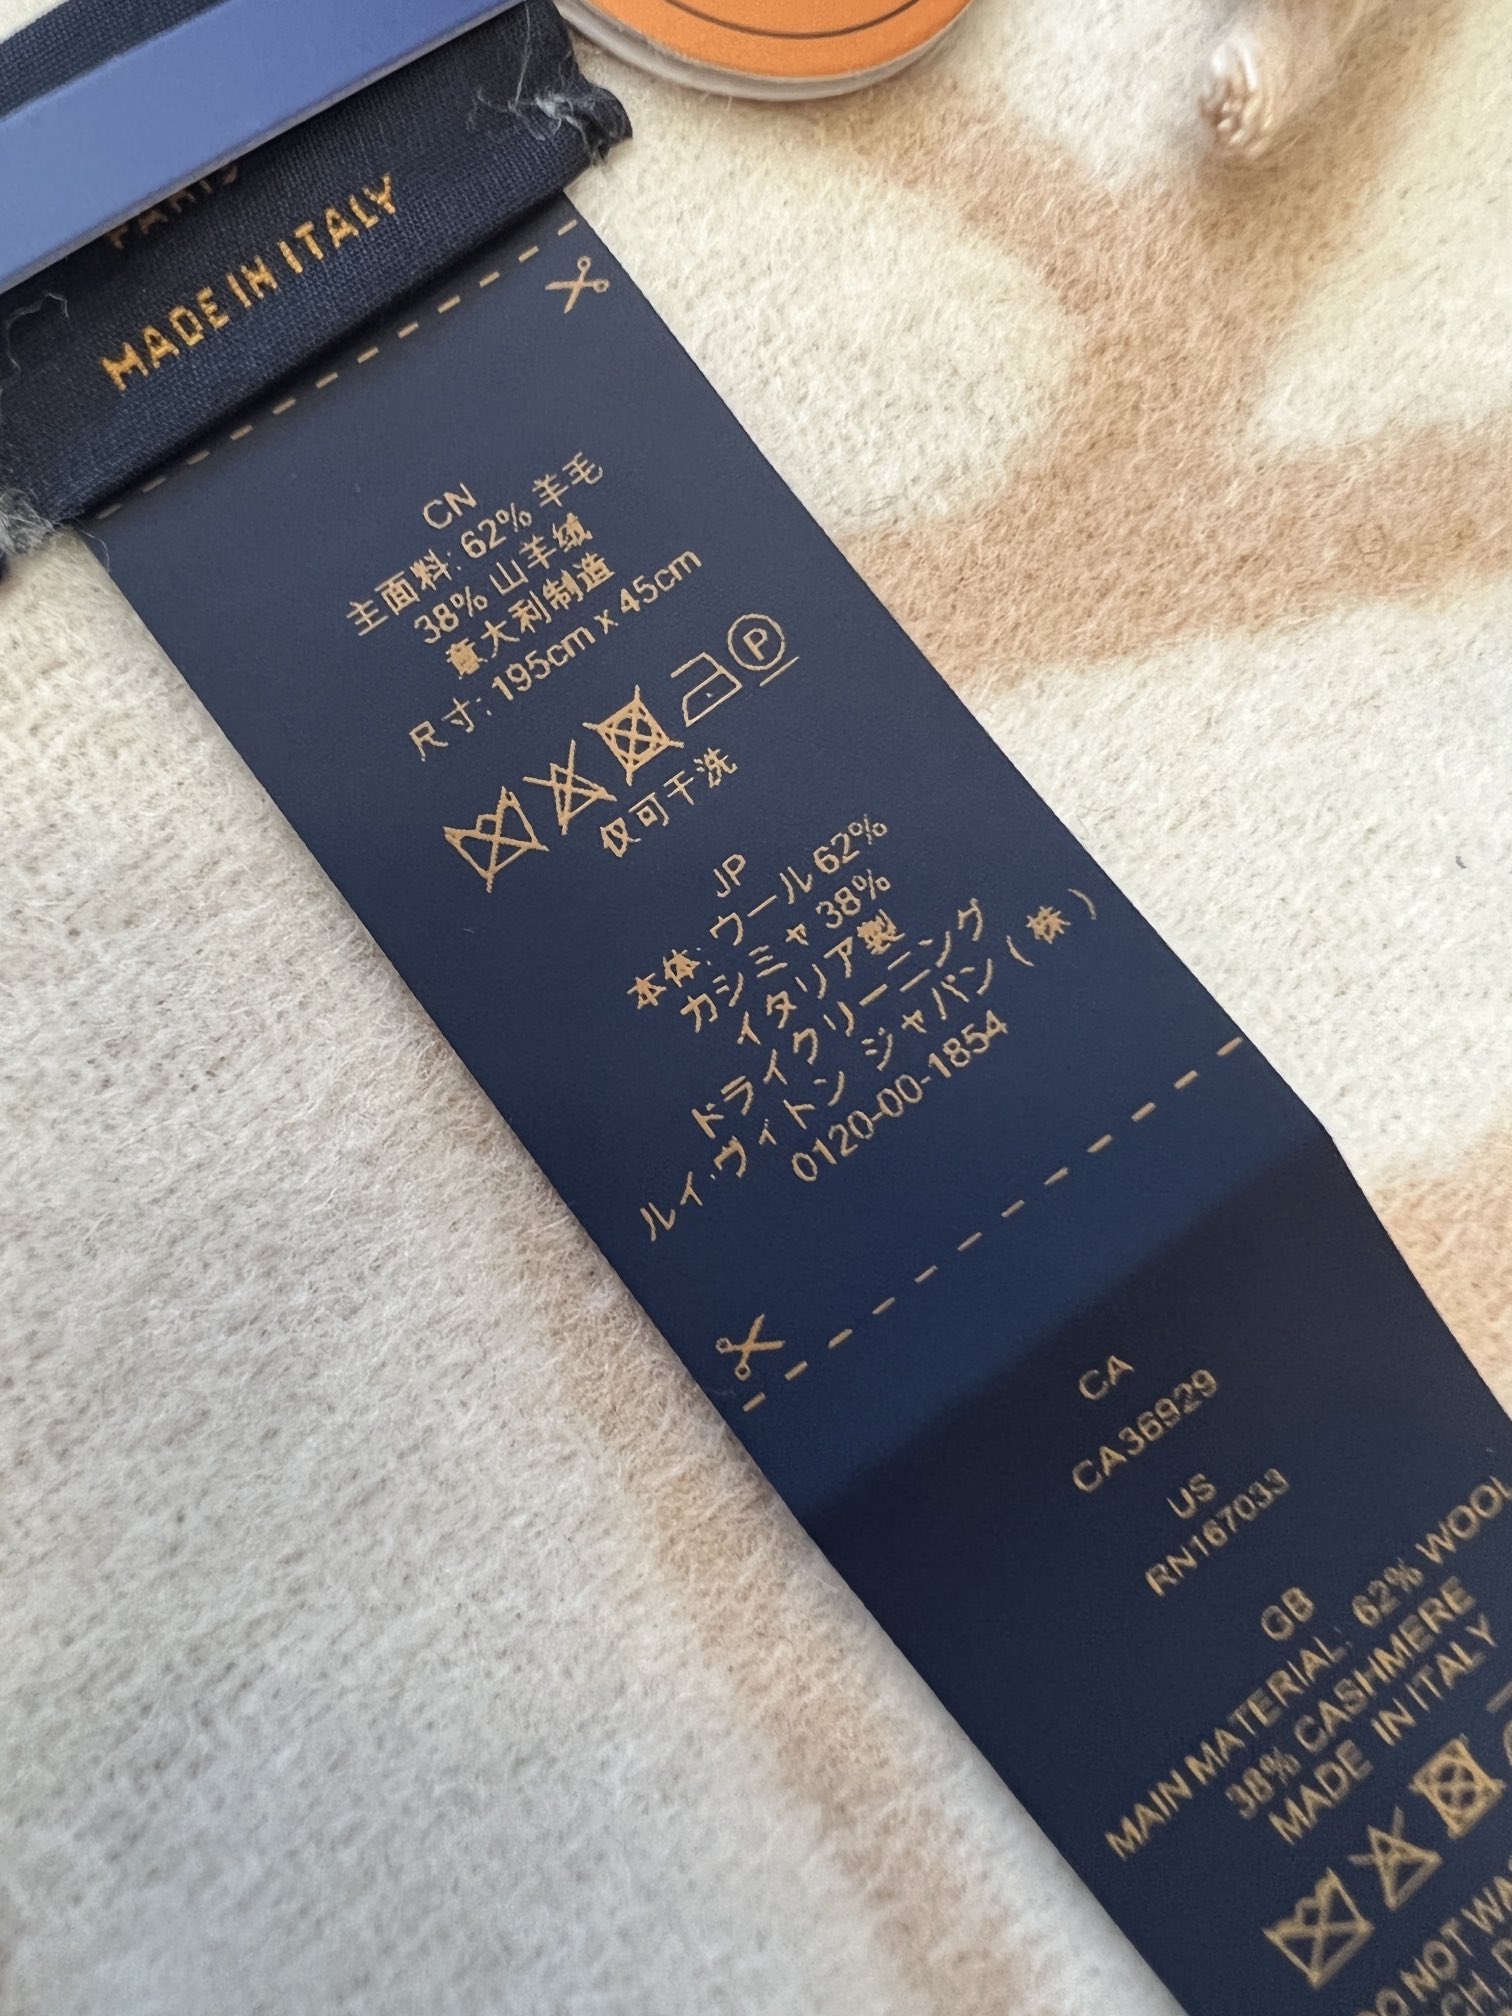 MADE IN ITALY
CN
主面料: 62% 羊毛
38% 山羊绒
意大利制造
尺寸: 195cm x 45cm
P
仅可干洗
JP
本体: ウール 62%
カシミヤ 38%
イタリア製
ドライクリーニング
ルイ・ヴィトン ジャパン (株)
0120-00-1854
CA
CA36929
US
RN167033
GB
MAIN MATERIAL: 62% WOOL
38% CASHMERE
MADE IN ITALY
NOT